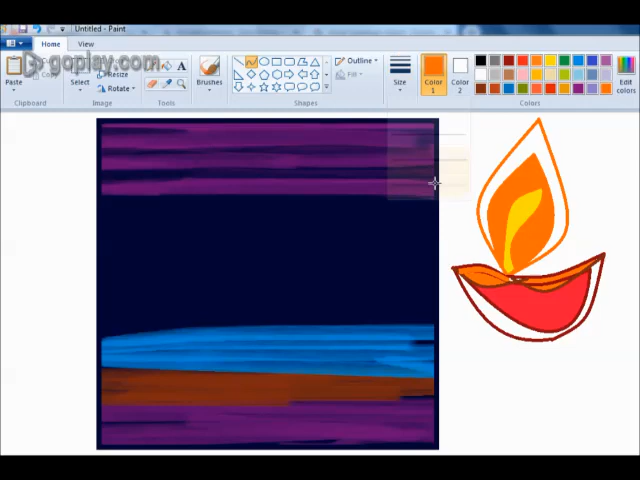 Untitled - Paint
Home
View
goplay.com
Paste
Select
Resize
Rotate
A
Brushes
Outline
Fill
Size
Color
1
Color
2
Edit
colors
Clipboard
Image
Tools
Shapes
Colors